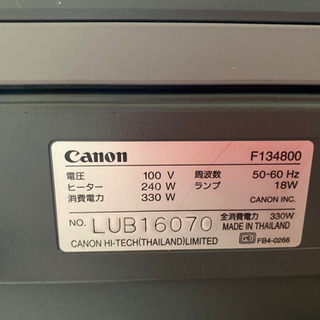 Canon F134800
電圧 100 V 周波数 50-60 Hz
ヒーター 240 W ランプ 18W
消費電力 330 W CANON INC.
NO. LUB16070 全消費電力 330W
MADE IN THAILAND
CANON HI-TECH(THAILAND)LIMITED FB4-0266